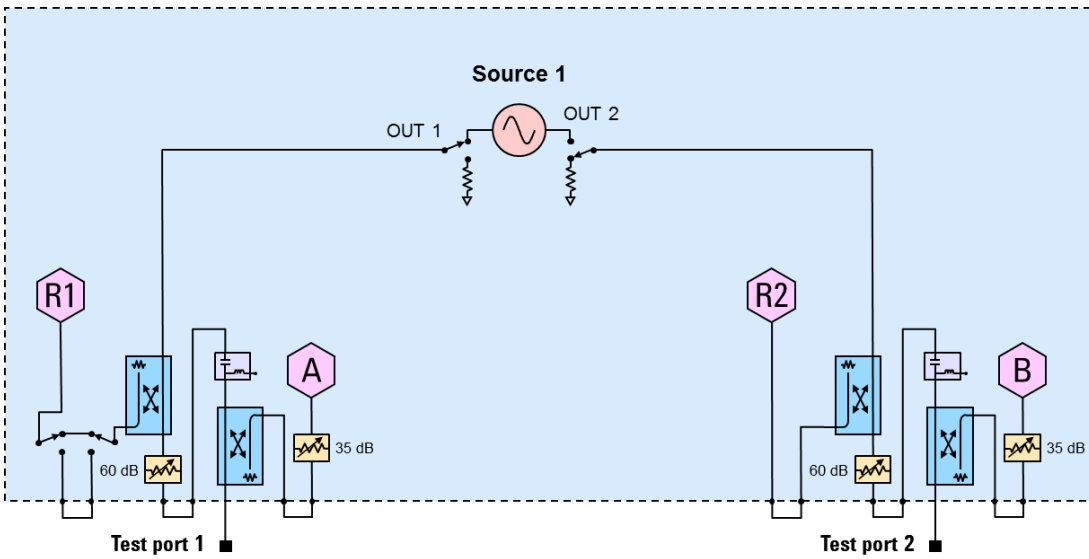 Source 1
OUT 1
OUT 2
R1
R2
A
B
60 dB
35 dB
60 dB
35 dB
Test port 1
Test port 2